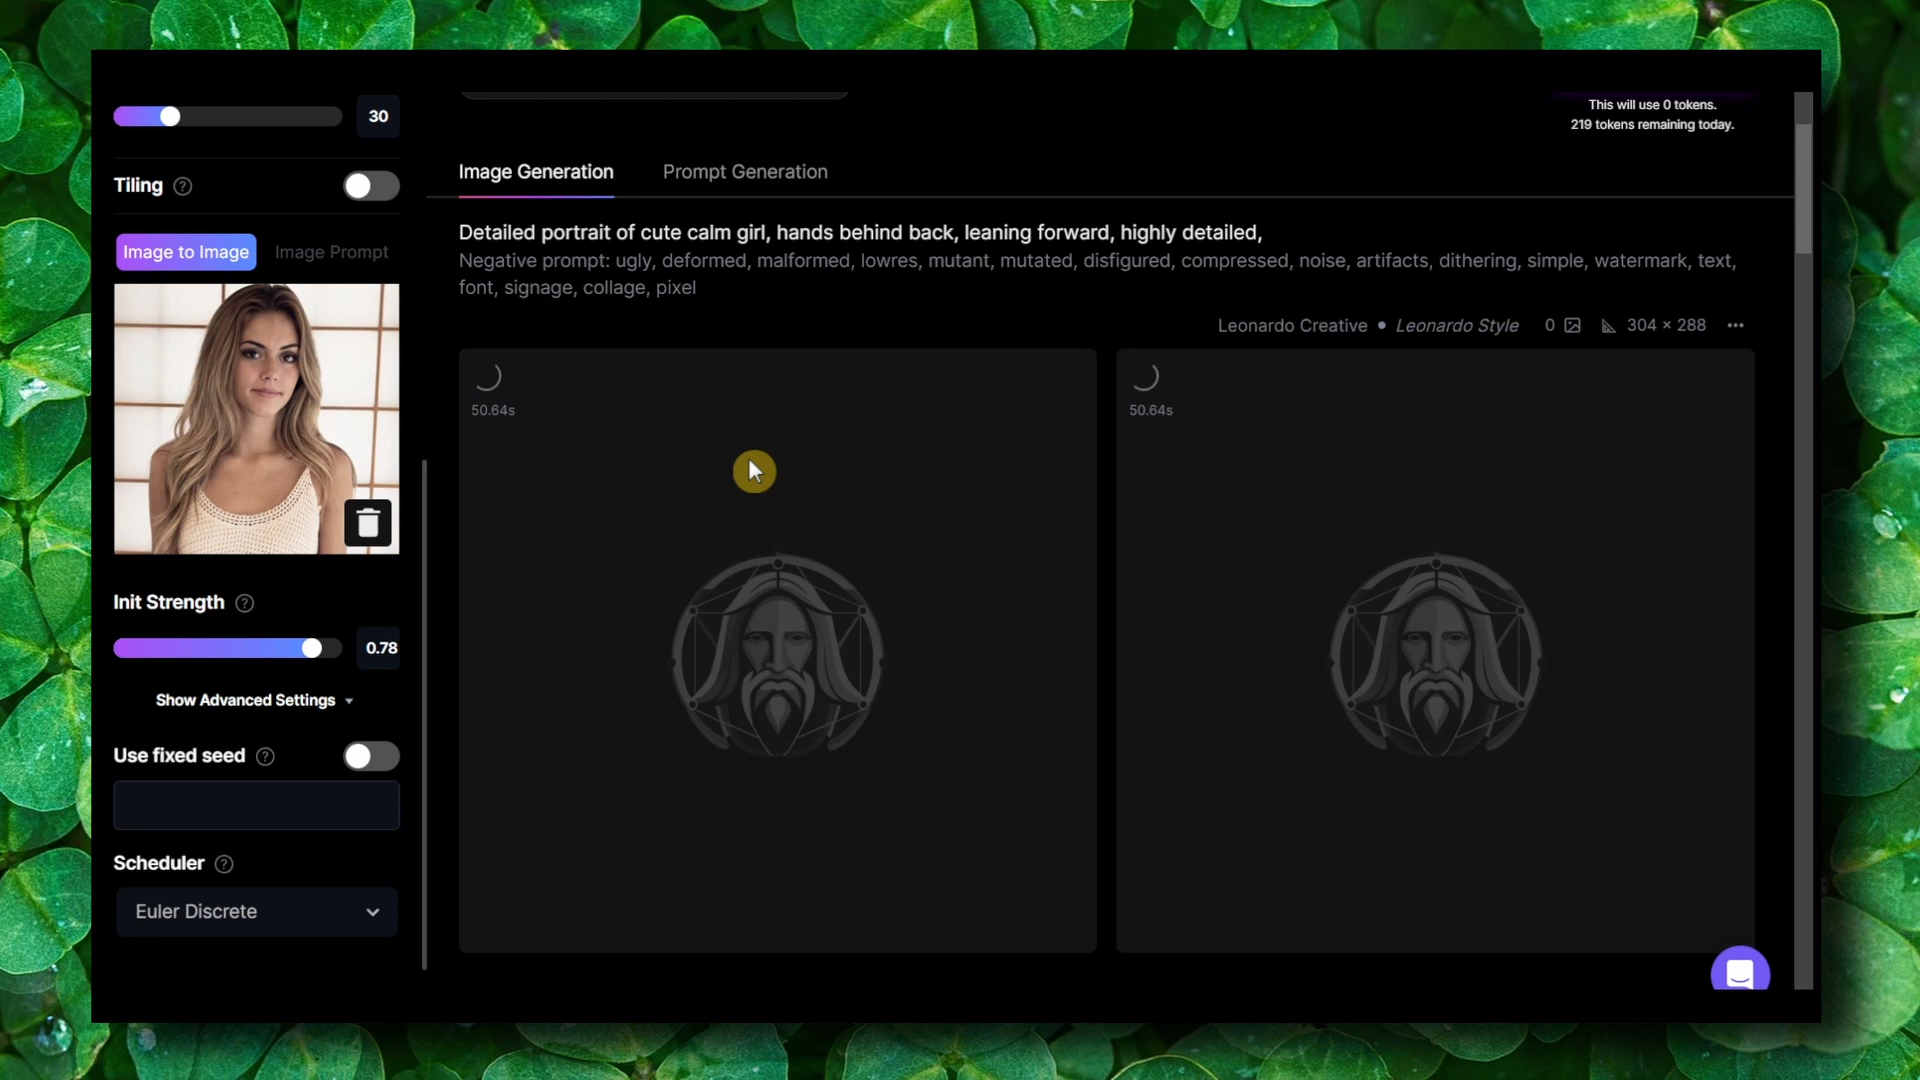 30
Tiling ?
Image to Image
Image Prompt
Init Strength ?
0.78
Show Advanced Settings
Use fixed seed ?
Scheduler ?
Euler Discrete
This will use 0 tokens.
219 tokens remaining today.
Image Generation
Prompt Generation
Detailed portrait of cute calm girl, hands behind back, leaning forward, highly detailed,
Negative prompt: ugly, deformed, malformed, lowres, mutant, mutated, disfigured, compressed, noise, artifacts, dithering, simple, watermark, text,
font, signage, collage, pixel
Leonardo Creative • Leonardo Style 0 304 × 288 •••
50.64s
50.64s